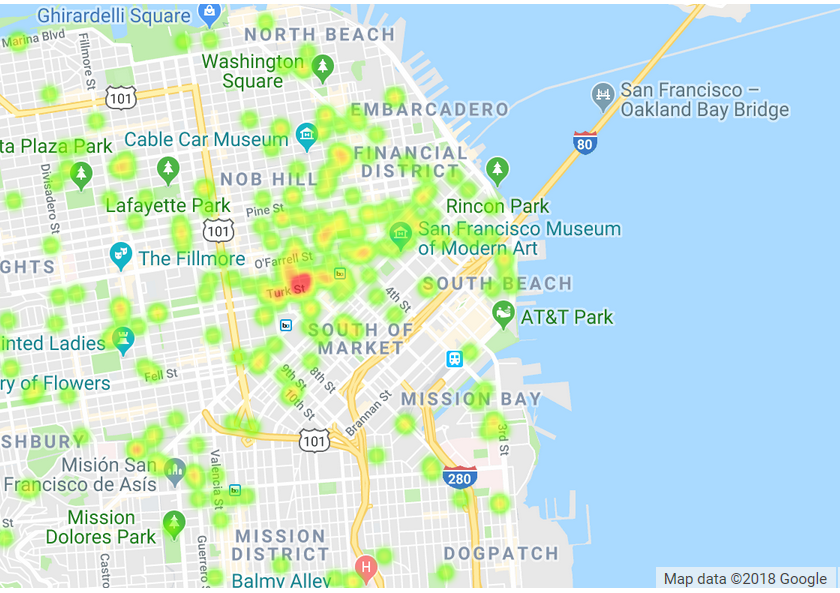 Ghirardelli Square
Marina Blvd
Fillmore St
NORTH BEACH
Washington
Square
101
San Francisco –
Oakland Bay Bridge
EMBARCADERO
80
ta Plaza Park
Cable Car Museum
FINANCIAL
DISTRICT
NOB HILL
Divisadero St
Lafayette Park
Rincon Park
Pine St
101
San Francisco Museum
of Modern Art
The Fillmore
GHTS
O'Farrell St
Turk St
SOUTH BEACH
4th St
AT&T Park
SOUTH OF
MARKET
inted Ladies
Fell St
ry of Flowers
9th St
8th St
10th St
Brannan St
MISSION BAY
3rd St
101
SHBURY
Misión San
Francisco de Asís
Valencia St
280
Mission
Dolores Park
St
MISSION
DISTRICT
DOGPATCH
Guerrero S
Castro
Balmy Alley
H
Map data ©2018 Google